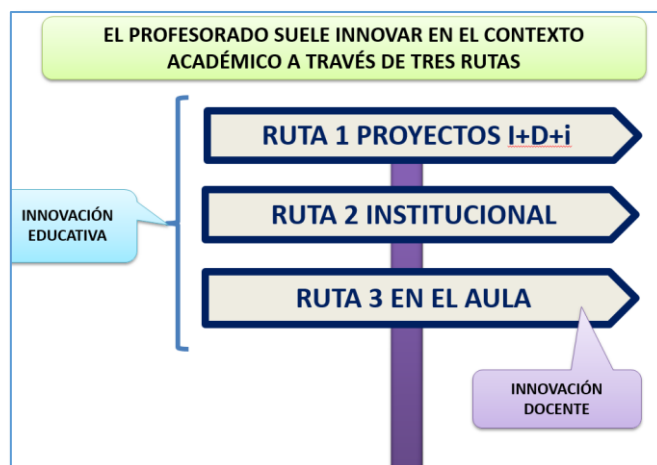 EL PROFESORADO SUELE INNOVAR EN EL CONTEXTO
ACADÉMICO A TRAVÉS DE TRES RUTAS
RUTA 1 PROYECTOS I+D+i
RUTA 2 INSTITUCIONAL
INNOVACIÓN
EDUCATIVA
RUTA 3 EN EL AULA
INNOVACIÓN
DOCENTE